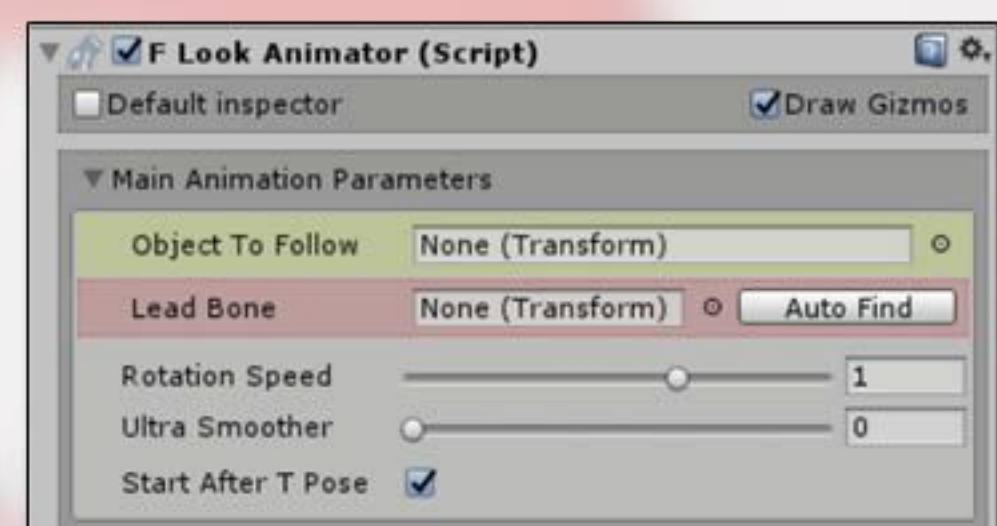 F Look Animator (Script)
Default inspector Draw Gizmos
Main Animation Parameters
Object To Follow None (Transform)
Lead Bone None (Transform) Auto Find
Rotation Speed 1
Ultra Smoother 0
Start After T Pose